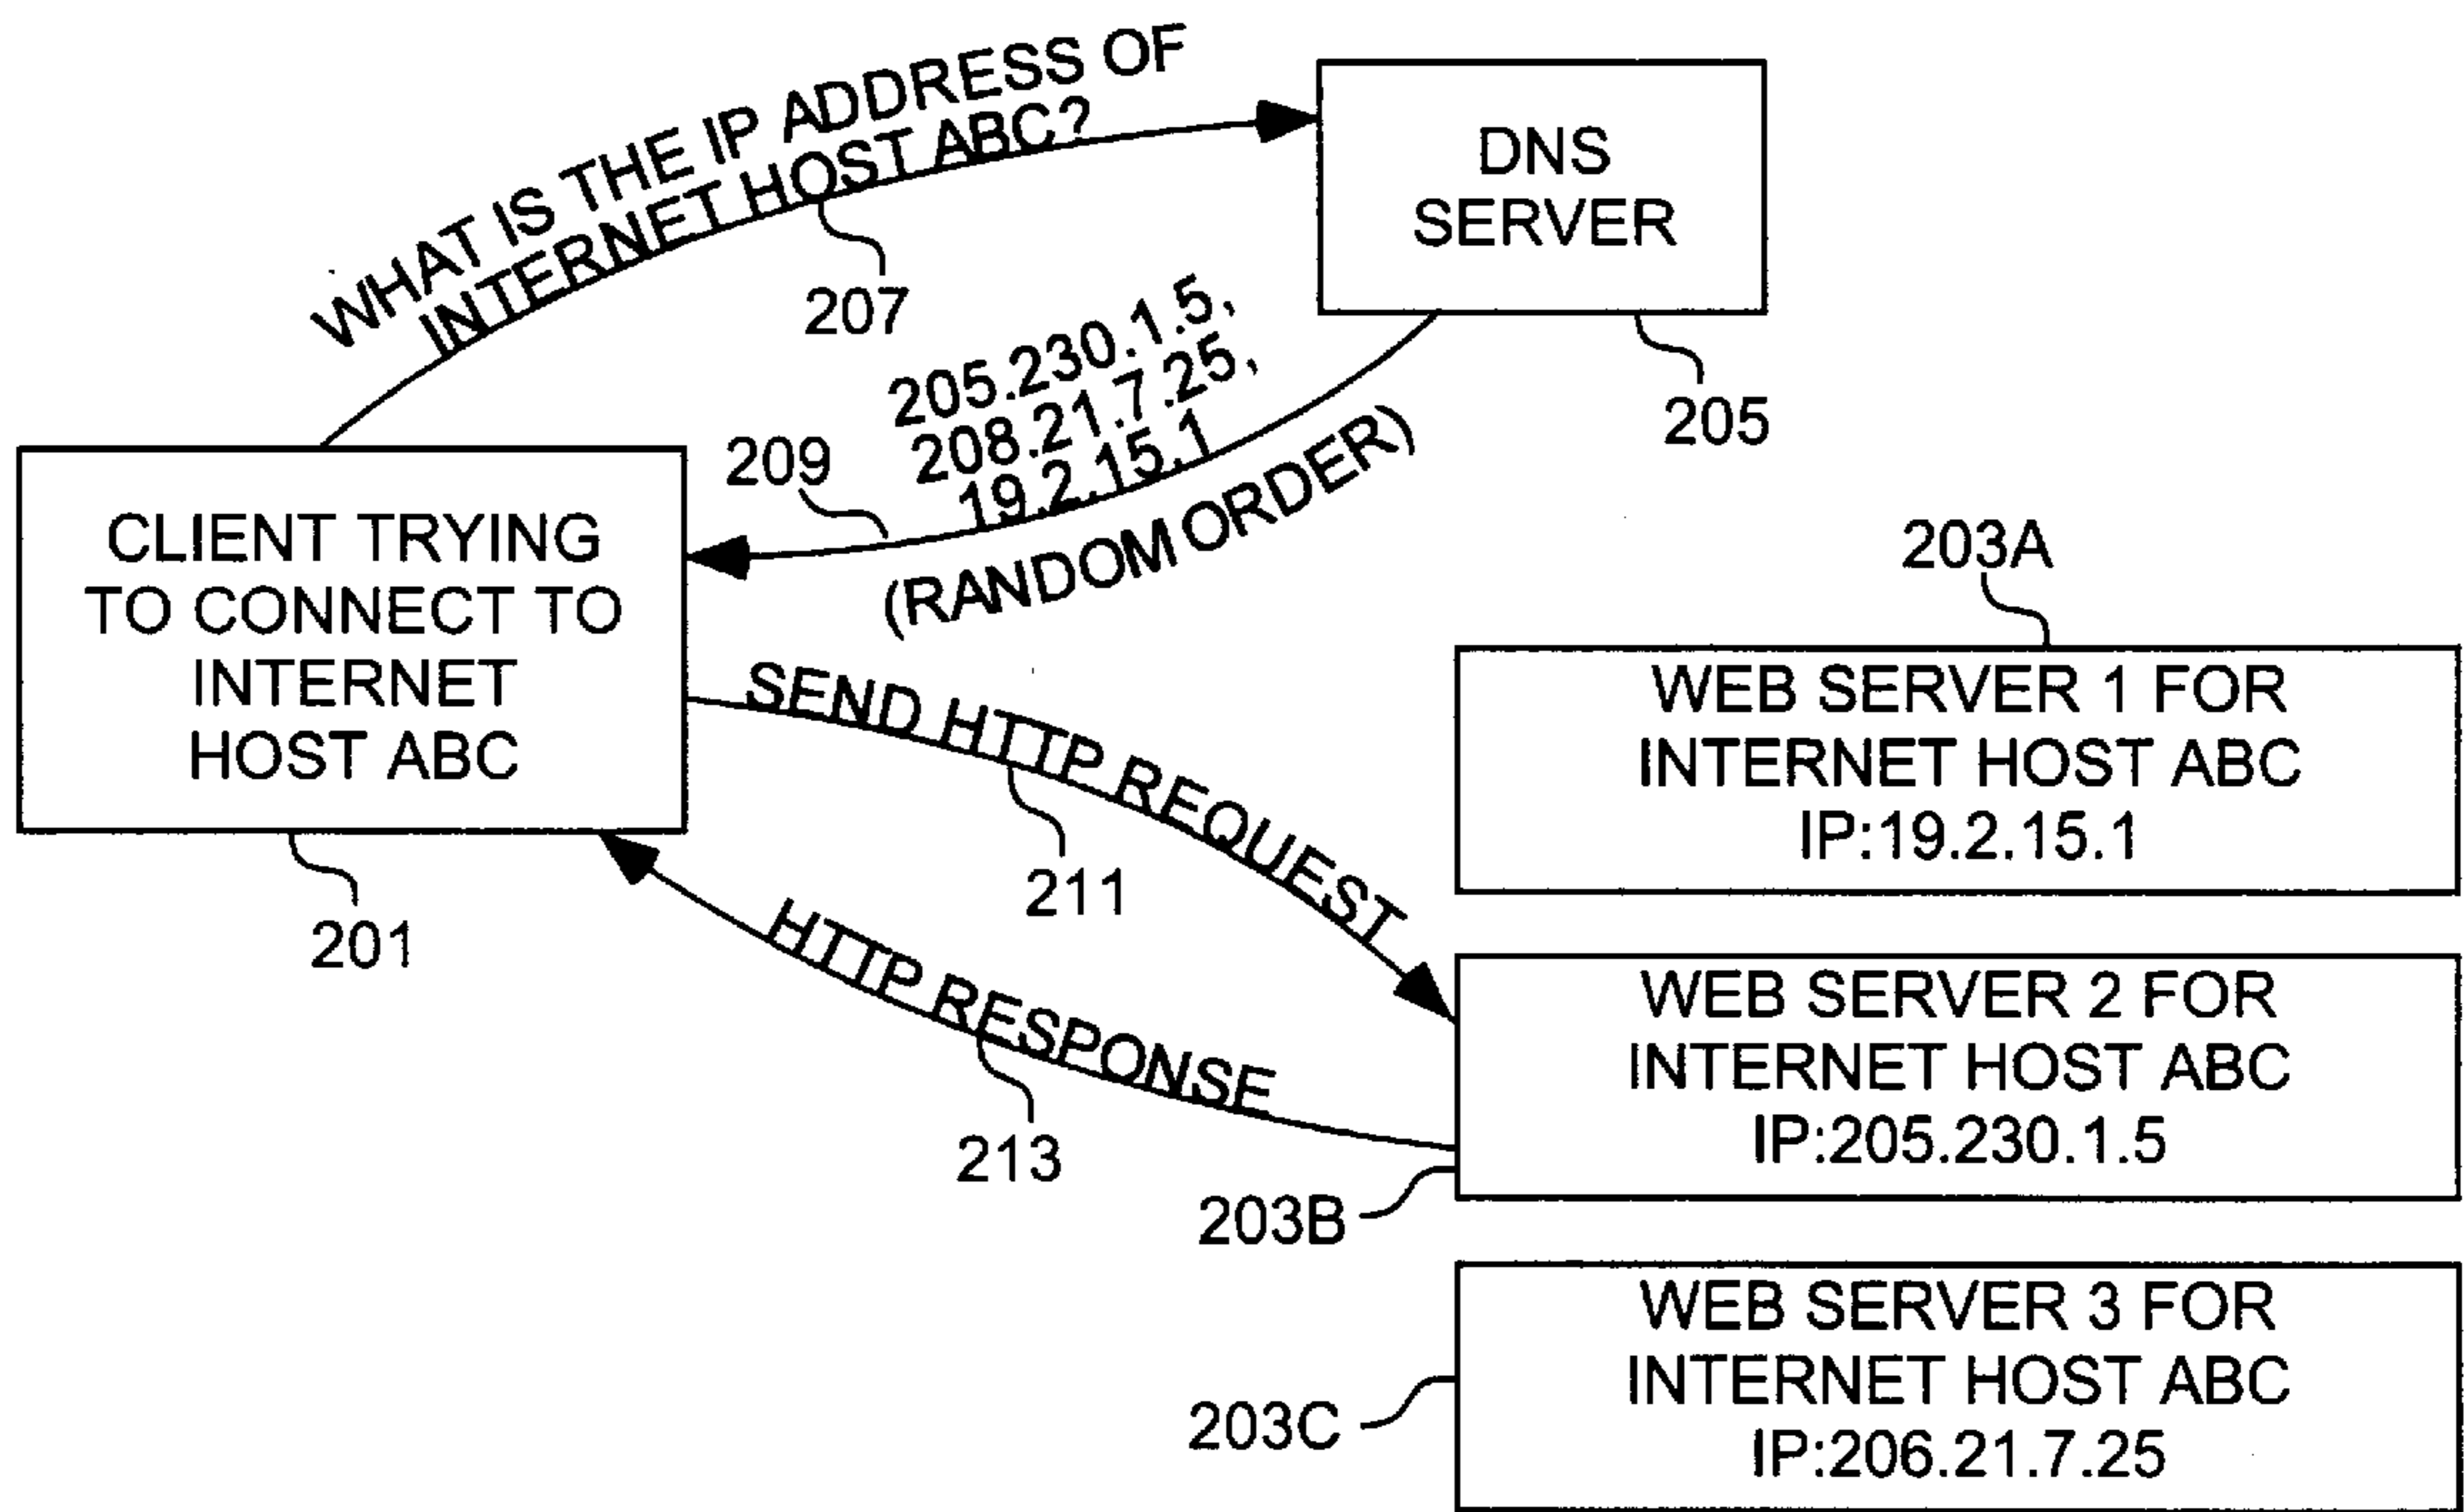 WHAT IS THE IP ADDRESS OF
INTERNET HOST ABC?
207
DNS
SERVER
205
205.230.1.5,
208.21.7.25,
19.2.15.1
(RANDOM ORDER)
209
CLIENT TRYING
TO CONNECT TO
INTERNET
HOST ABC
201
SEND HTTP REQUEST
211
HTTP RESPONSE
213
203A
WEB SERVER 1 FOR
INTERNET HOST ABC
IP:19.2.15.1
WEB SERVER 2 FOR
INTERNET HOST ABC
IP:205.230.1.5
203B
WEB SERVER 3 FOR
INTERNET HOST ABC
IP:206.21.7.25
203C